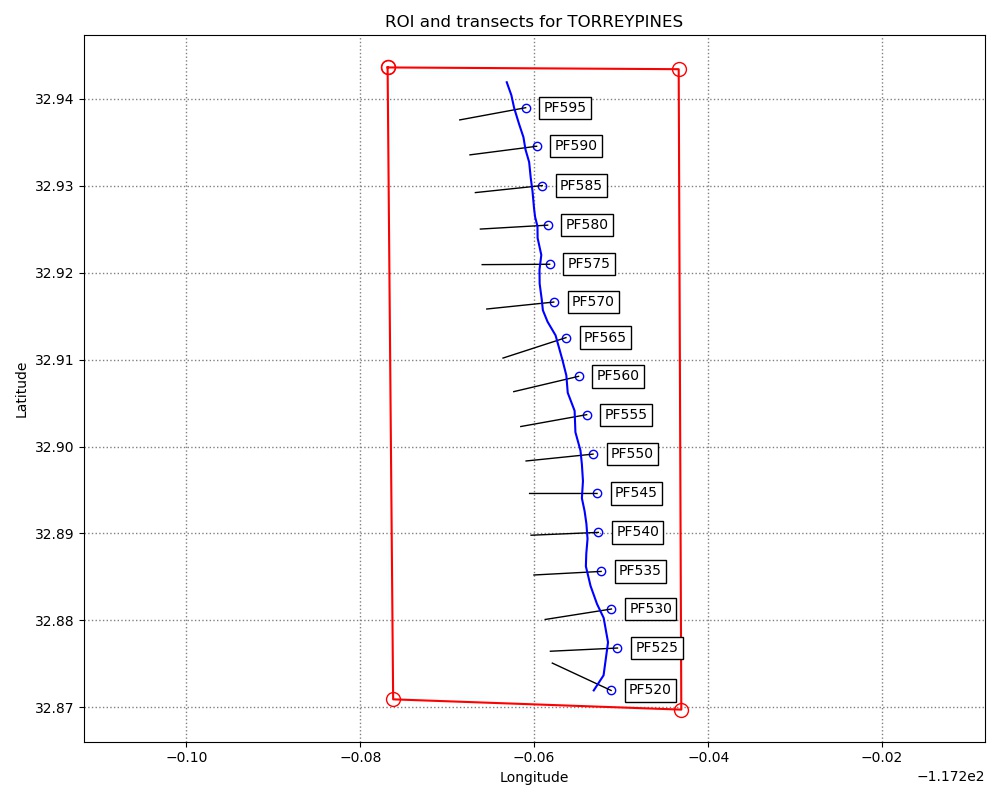 ROI and transects for TORREYPINES
Latitude
32.94
32.93
32.92
32.91
32.90
32.89
32.88
32.87
PF595
PF590
PF585
PF580
PF575
PF570
PF565
PF560
PF555
PF550
PF545
PF540
PF535
PF530
PF525
PF520
−0.10 −0.08 −0.06 −0.04 −0.02
Longitude
−1.172e2